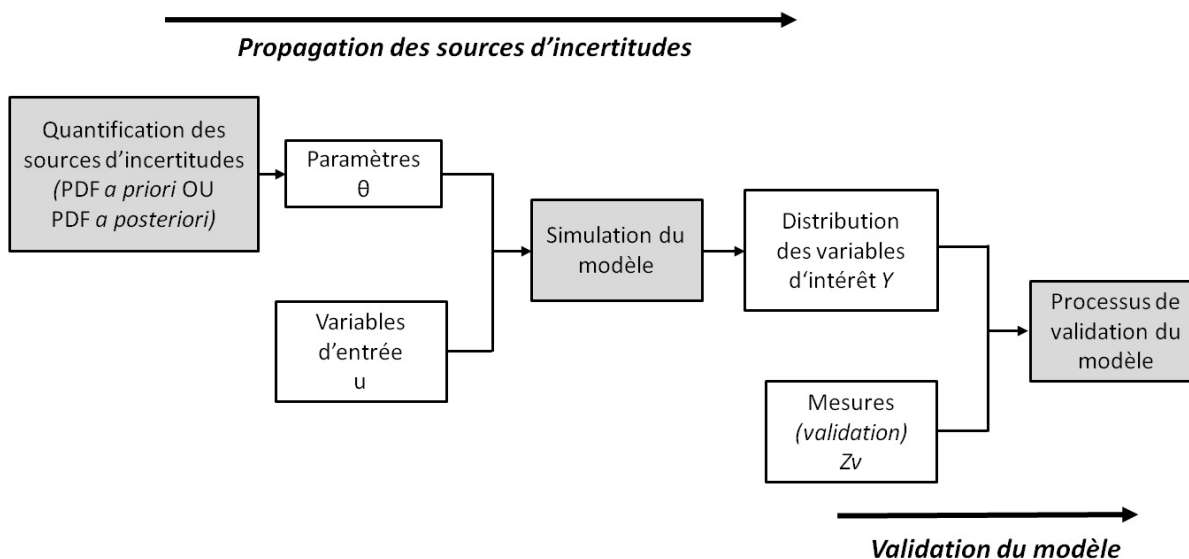 Propagation des sources d’incertitudes
Quantification des
sources d’incertitudes
(PDF a priori OU
PDF a posteriori)
Paramètres
θ
Variables
d’entrée
u
Simulation du
modèle
Distribution
des variables
d‘intérêt Y
Mesures
(validation)
Zv
Processus de
validation du
modèle
Validation du modèle